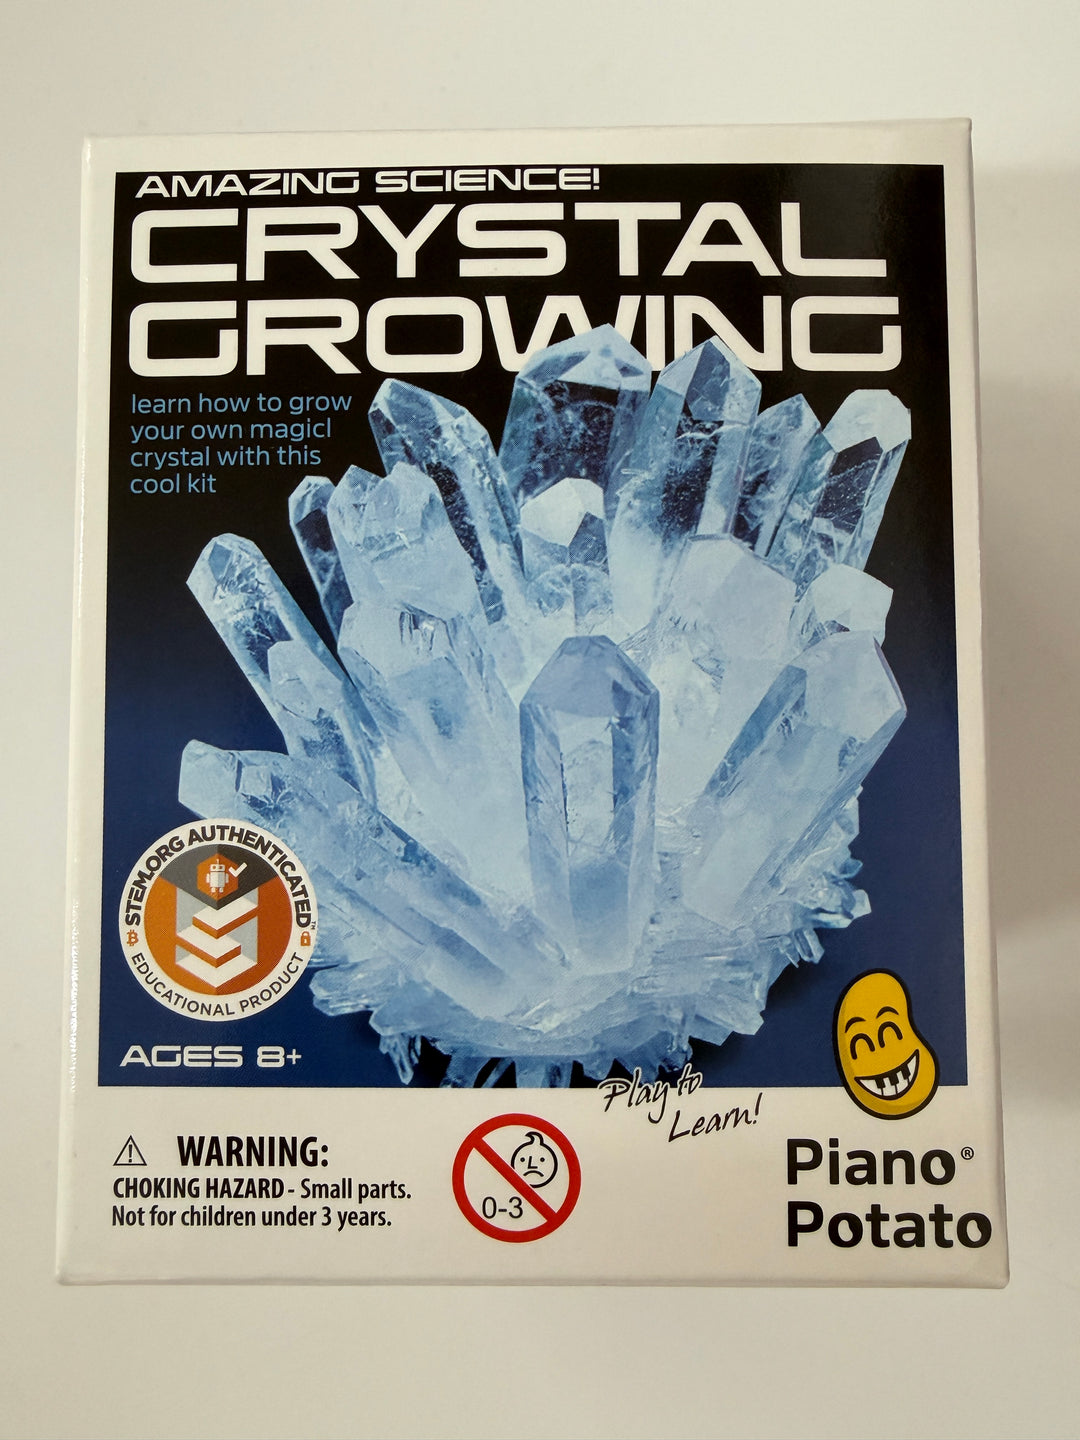 AMAZING SCIENCE!
CRYSTAL
GROWING
learn how to grow
your own magicl
crystal with this
cool kit
STEM.ORG AUTHENTICATED™
EDUCATIONAL PRODUCT
AGES 8+
Play to
Learn!
WARNING:
CHOKING HAZARD - Small parts.
Not for children under 3 years.
0-3
Piano®
Potato